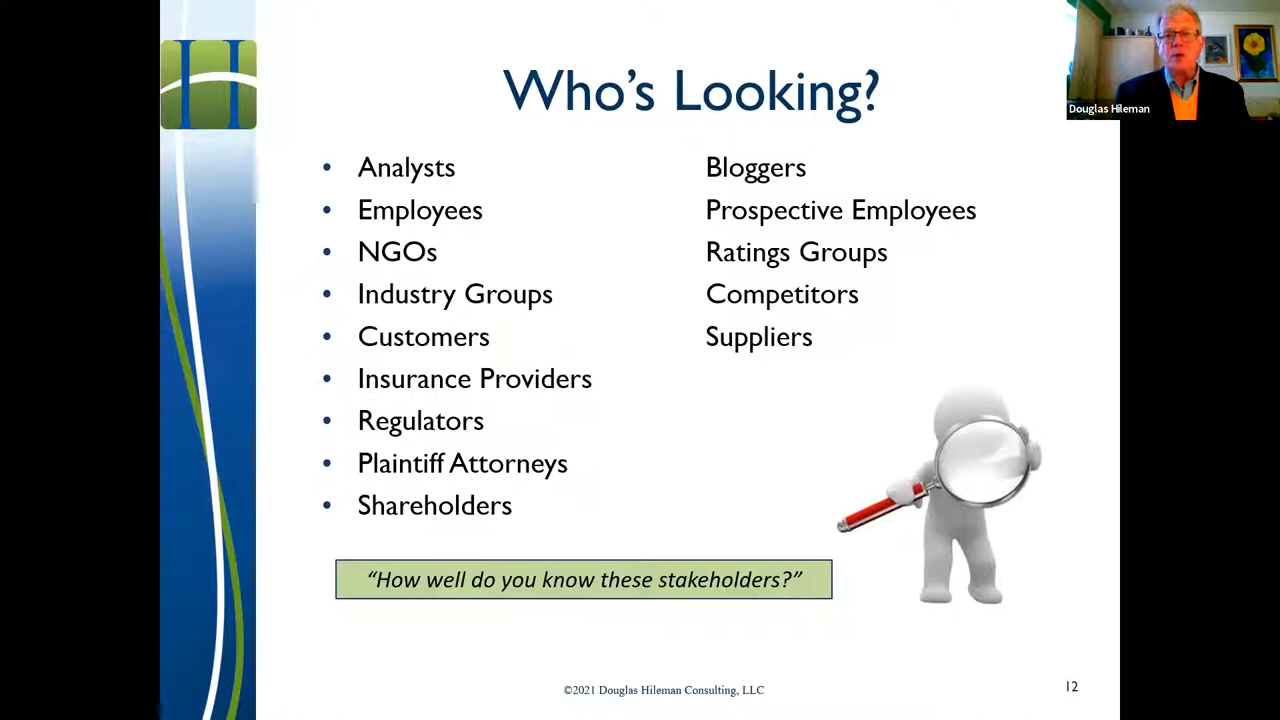 Who's Looking?
Douglas Hileman
• Analysts
• Employees
• NGOs
• Industry Groups
• Customers
• Insurance Providers
• Regulators
• Plaintiff Attorneys
• Shareholders
Bloggers
Prospective Employees
Ratings Groups
Competitors
Suppliers
“How well do you know these stakeholders?”
©2021 Douglas Hileman Consulting, LLC
12